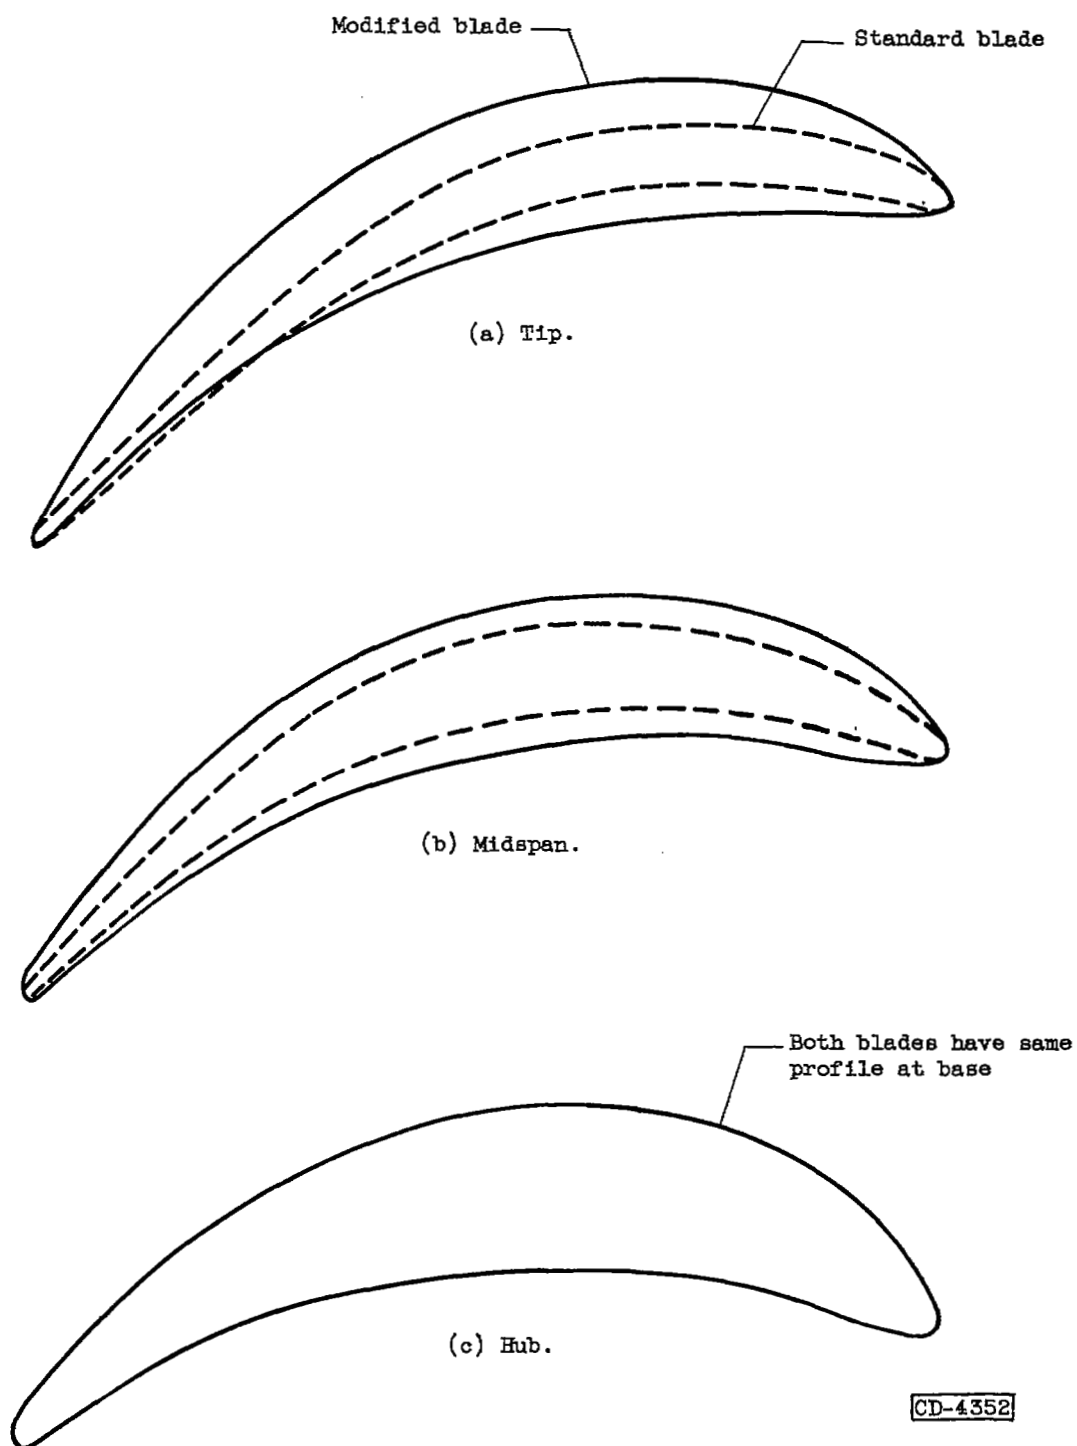 Modified blade
Standard blade
(a) Tip.
(b) Midspan.
Both blades have same
profile at base
(c) Hub.
CD-4352